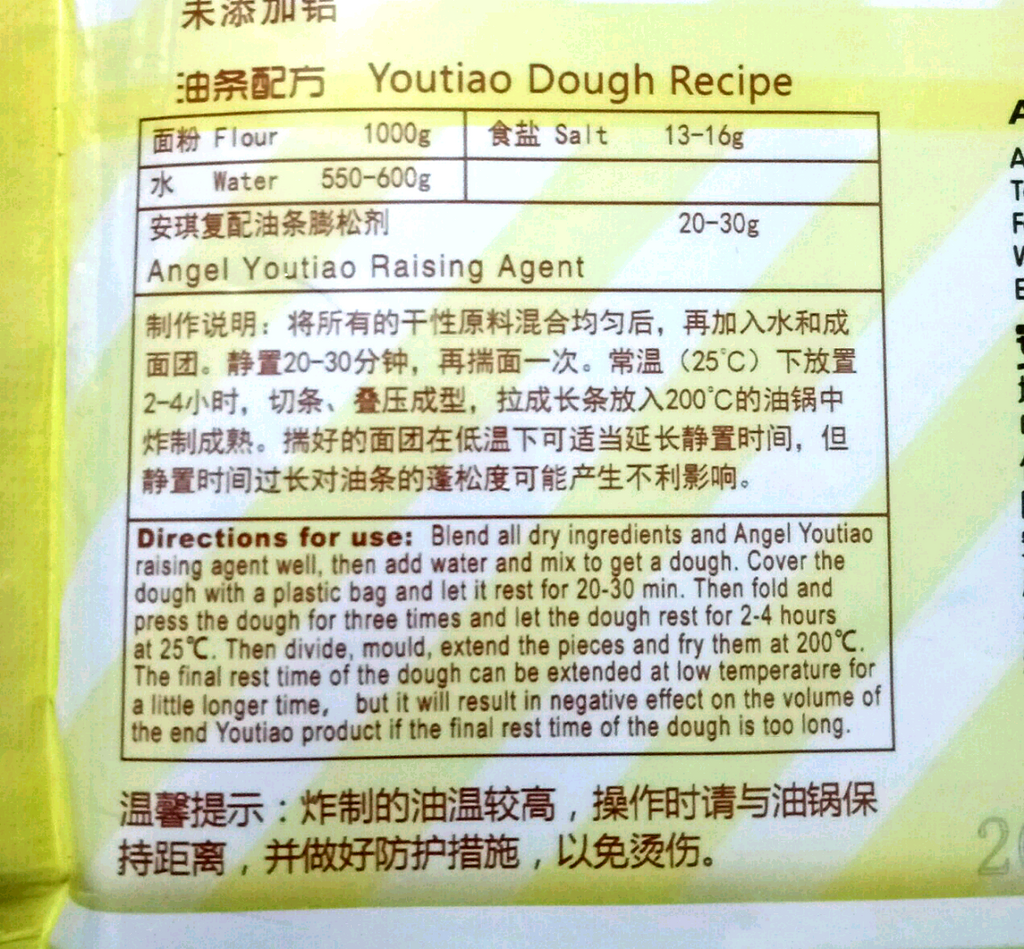 未添加铝
油条配方 Youtiao Dough Recipe
面粉 Flour 1000g 食盐 Salt 13-16g
水 Water 550-600g
安琪复配油条膨松剂 20-30g
Angel Youtiao Raising Agent
制作说明：将所有的干性原料混合均匀后，再加入水和成
面团。静置20-30分钟，再揣面一次。常温（25℃）下放置
2-4小时，切条、叠压成型，拉成长条放入200℃的油锅中
炸制成熟。揣好的面团在低温下可适当延长静置时间，但
静置时间过长对油条的蓬松度可能产生不利影响。
Directions for use: Blend all dry ingredients and Angel Youtiao
raising agent well, then add water and mix to get a dough. Cover the
dough with a plastic bag and let it rest for 20-30 min. Then fold and
press the dough for three times and let the dough rest for 2-4 hours
at 25℃. Then divide, mould, extend the pieces and fry them at 200℃.
The final rest time of the dough can be extended at low temperature for
a little longer time, but it will result in negative effect on the volume of
the end Youtiao product if the final rest time of the dough is too long.
温馨提示：炸制的油温较高，操作时请与油锅保
持距离，并做好防护措施，以免烫伤。